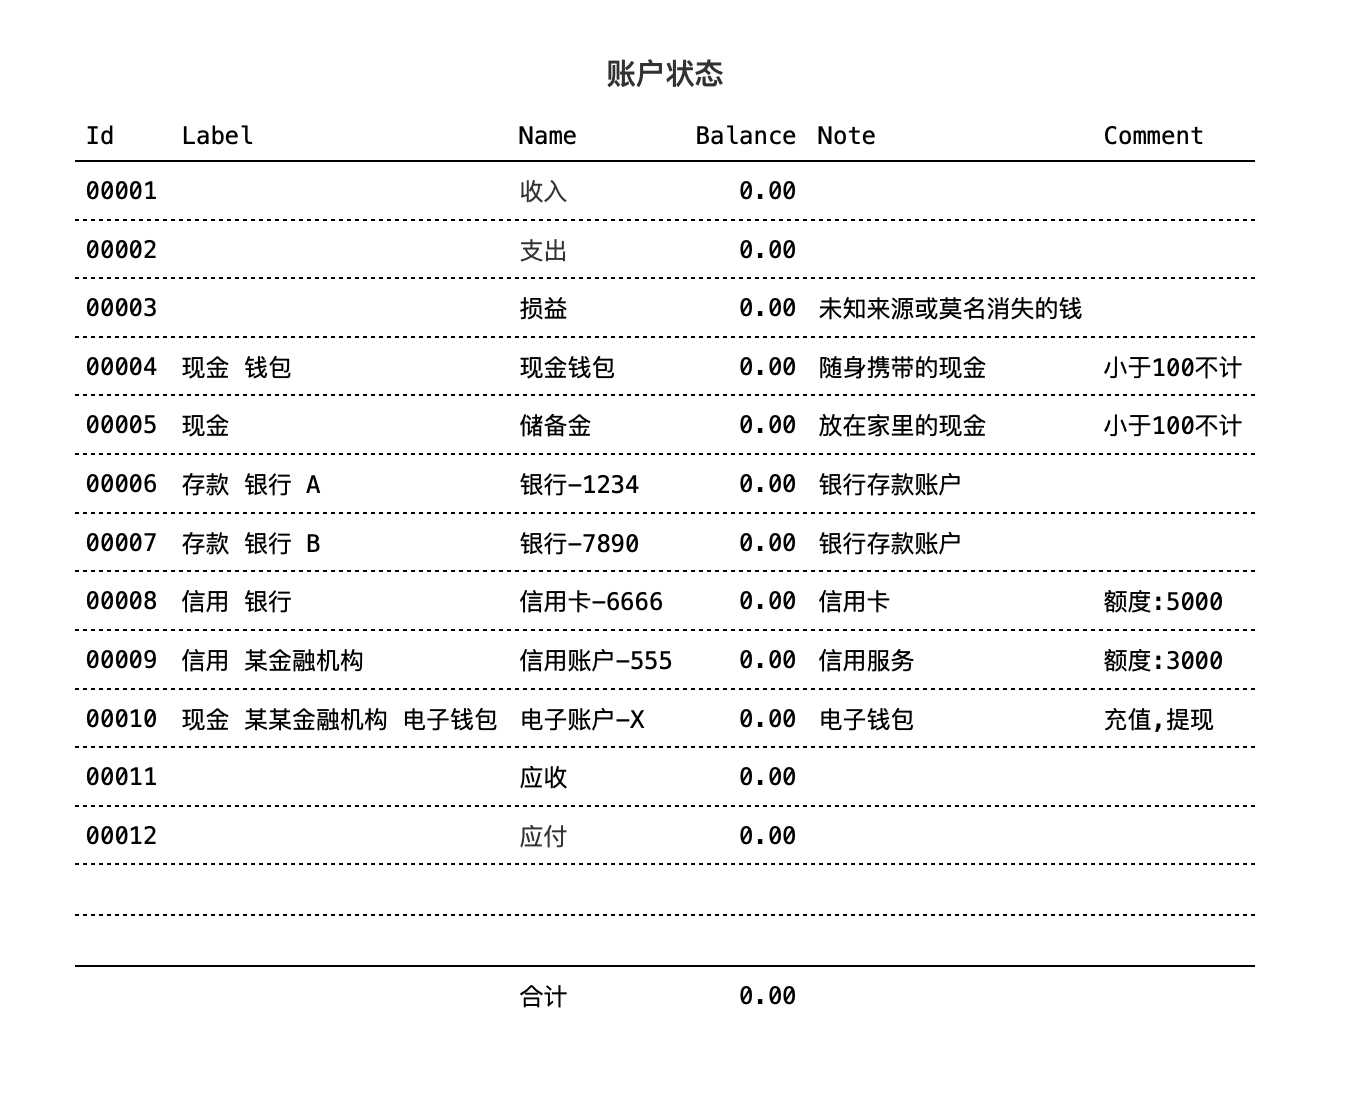 账户状态
Id Label Name Balance Note Comment
00001 收入 0.00
00002 支出 0.00
00003 损益 0.00 未知来源或莫名消失的钱
00004 现金 钱包 现金钱包 0.00 随身携带的现金 小于100不计
00005 现金 储备金 0.00 放在家里的现金 小于100不计
00006 存款 银行 A 银行-1234 0.00 银行存款账户
00007 存款 银行 B 银行-7890 0.00 银行存款账户
00008 信用 银行 信用卡-6666 0.00 信用卡 额度:5000
00009 信用 某金融机构 信用账户-555 0.00 信用服务 额度:3000
00010 现金 某某金融机构 电子钱包 电子账户-X 0.00 电子钱包 充值,提现
00011 应收 0.00
00012 应付 0.00
合计 0.00